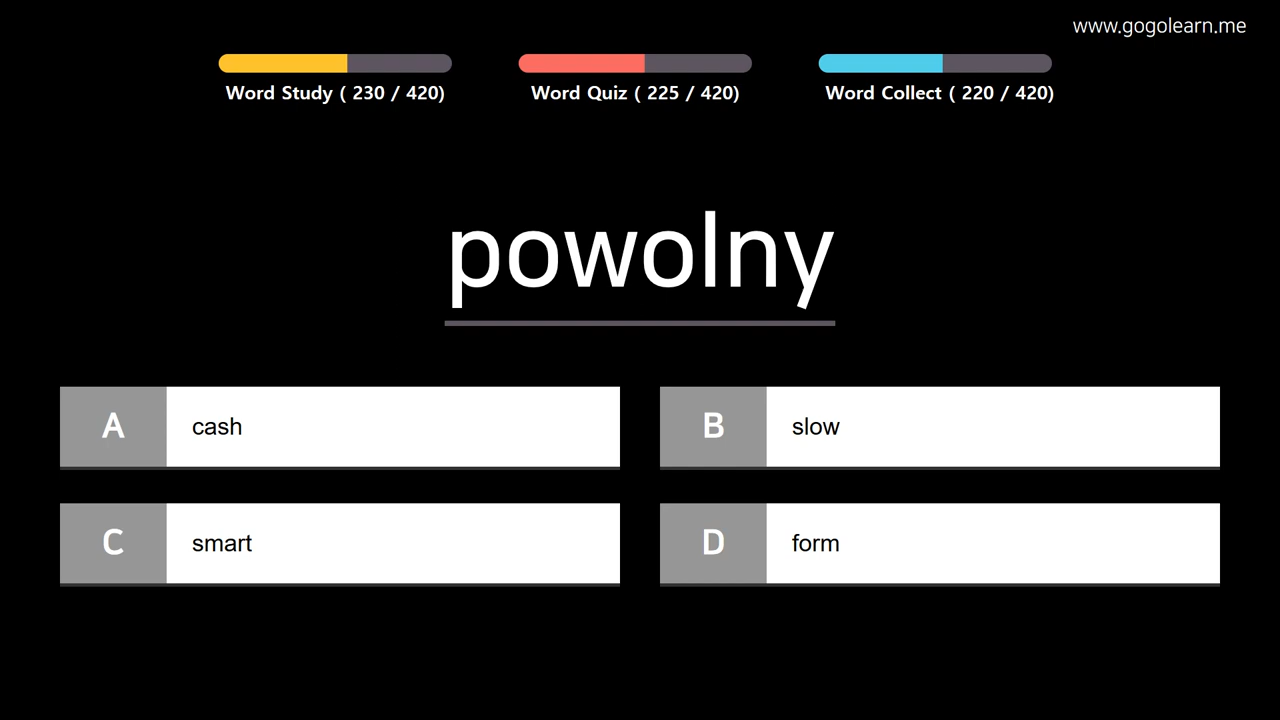 www.gogolearn.me
Word Study ( 230 / 420)
Word Quiz ( 225 / 420)
Word Collect ( 220 / 420)
powolny
A cash
B slow
C smart
D form